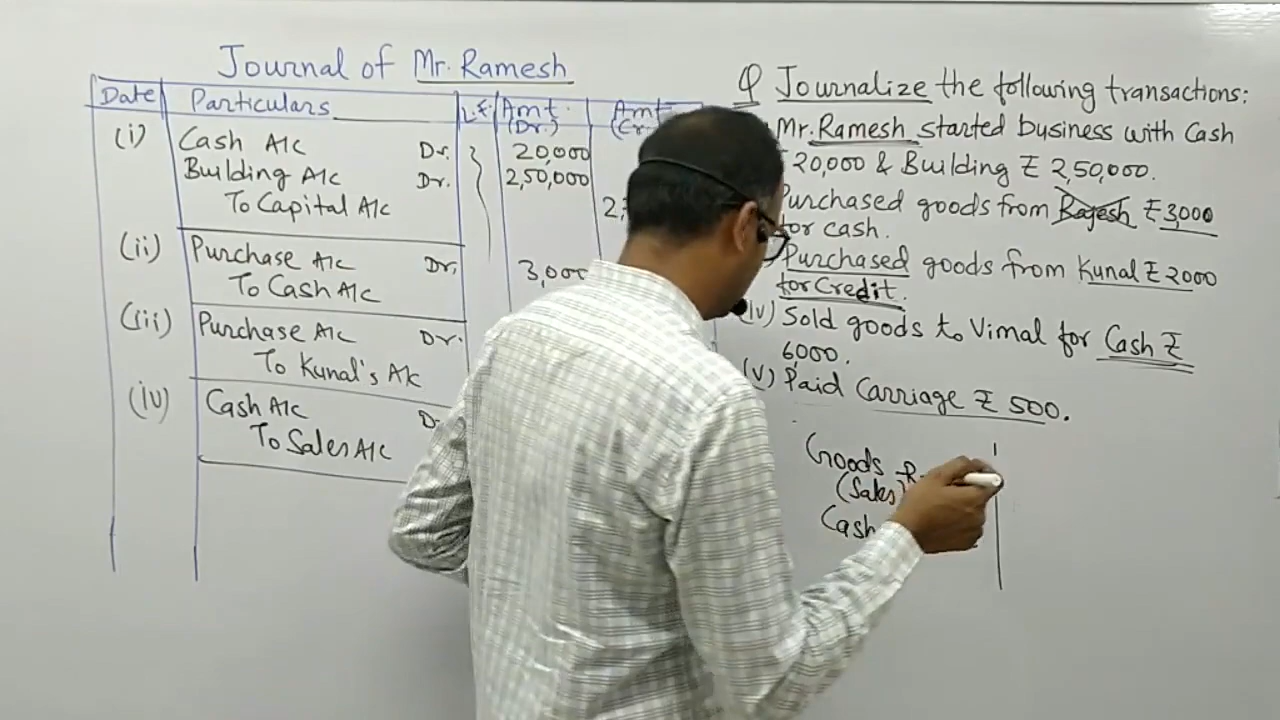 Journal of Mr. Ramesh
Date Particulars L.F. Amt. (Dr.) Amt (Cr
(i) Cash A/c Dr. 20,000
Building A/c Dr. 2,50,000
To Capital A/c 2,
(ii) Purchase A/c Dr. 3,000
To Cash A/c
(iii) Purchase A/c Dr.
To Kunal's A/c
(iv) Cash A/c D
To Sales A/c
Q Journalize the following transactions:
Mr. Ramesh started business with Cash
₹ 20,000 & Building ₹ 2,50,000.
Purchased goods from Rajesh ₹ 3,000
for cash.
Purchased goods from Kunal ₹ 2000
for Credit.
(iv) Sold goods to Vimal for Cash ₹
6000.
(v) Paid Carriage ₹ 500.
Goods - R
(Sales)
Cash